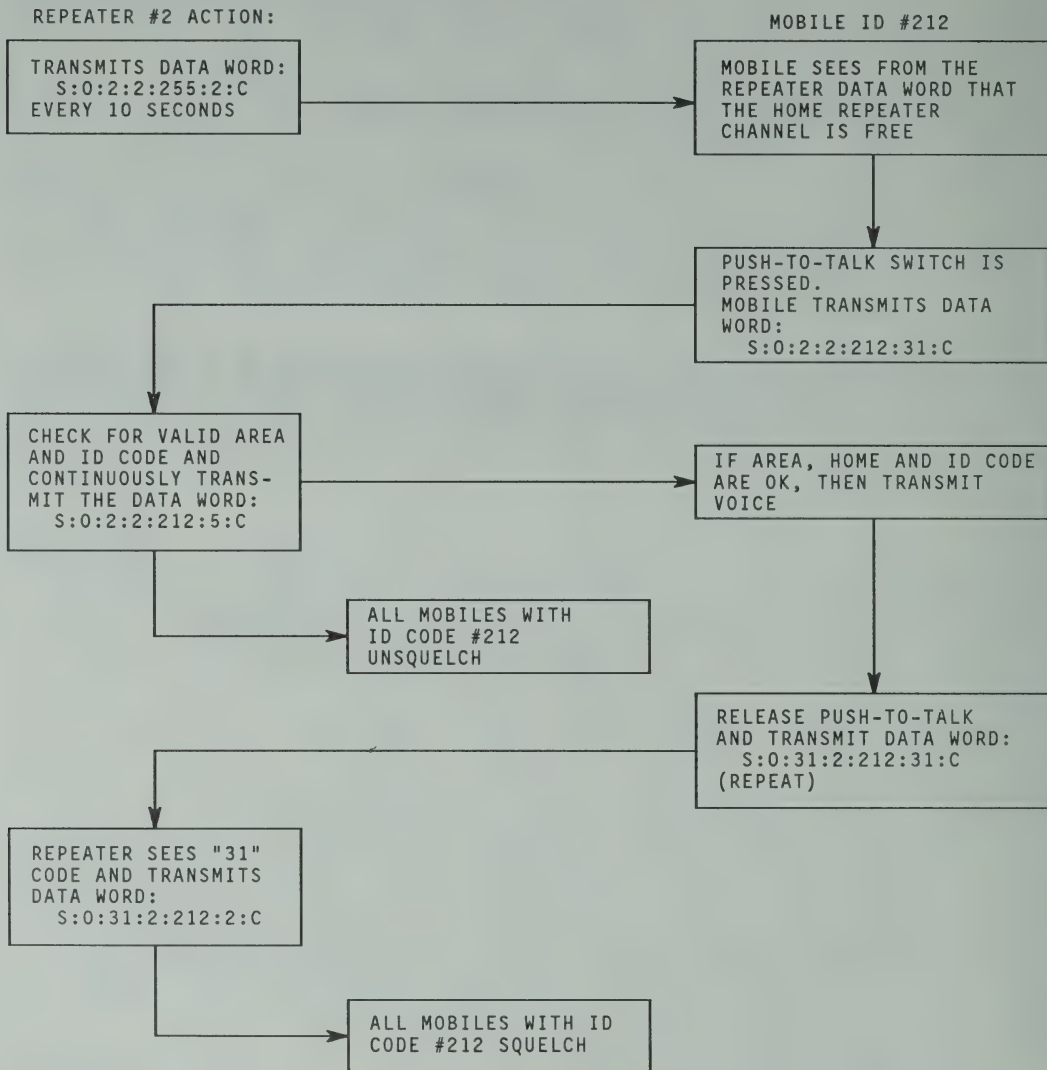 REPEATER #2 ACTION:
MOBILE ID #212
TRANSMITS DATA WORD:
S:0:2:2:255:2:C
EVERY 10 SECONDS
MOBILE SEES FROM THE
REPEATER DATA WORD THAT
THE HOME REPEATER
CHANNEL IS FREE
PUSH-TO-TALK SWITCH IS
PRESSED.
MOBILE TRANSMITS DATA
WORD:
S:0:2:2:212:31:C
CHECK FOR VALID AREA
AND ID CODE AND
CONTINUOUSLY TRANS-
MIT THE DATA WORD:
S:0:2:2:212:5:C
IF AREA, HOME AND ID CODE
ARE OK, THEN TRANSMIT
VOICE
ALL MOBILES WITH
ID CODE #212
UNSQUELCH
RELEASE PUSH-TO-TALK
AND TRANSMIT DATA WORD:
S:0:31:2:212:31:C
(REPEAT)
REPEATER SEES "31"
CODE AND TRANSMITS
DATA WORD:
S:0:31:2:212:2:C
ALL MOBILES WITH ID
CODE #212 SQUELCH